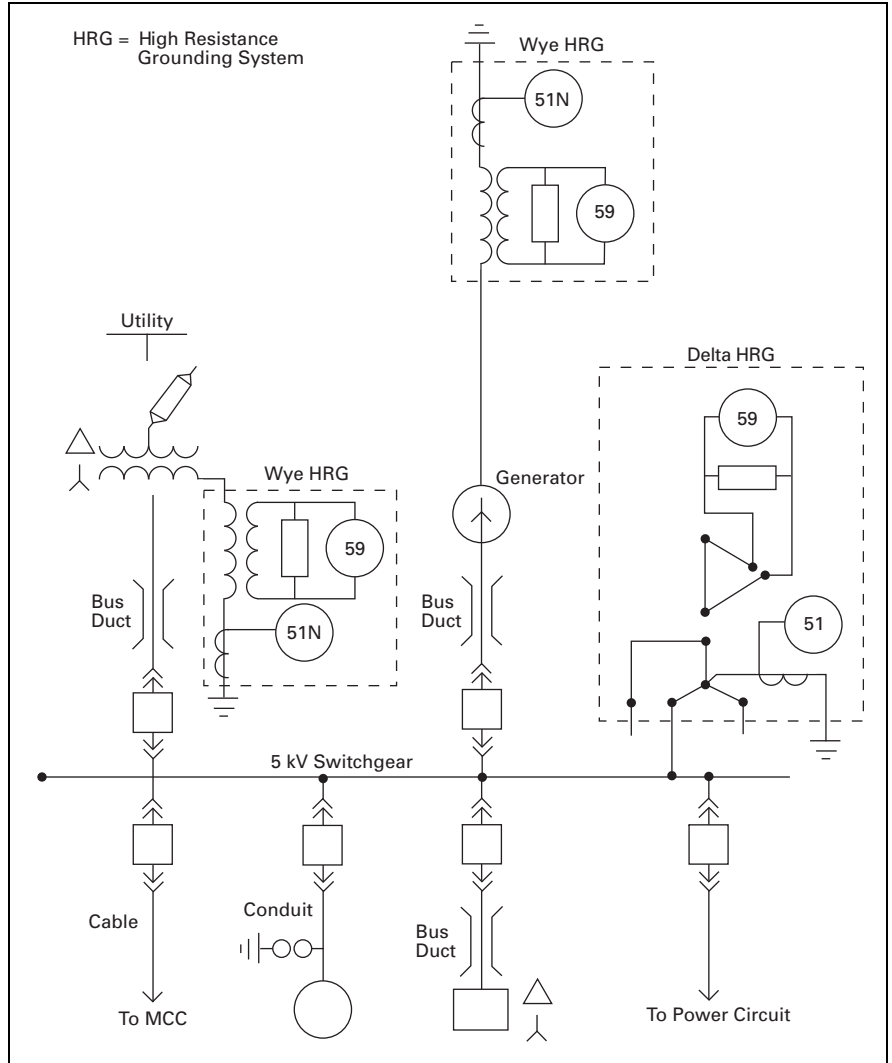 HRG = High Resistance
Grounding System
Wye HRG
51N
59
Utility
Delta HRG
59
Wye HRG
Generator
59
51N
51
Bus
Duct
Bus
Duct
5 kV Switchgear
Cable
Conduit
Bus
Duct
To MCC
To Power Circuit